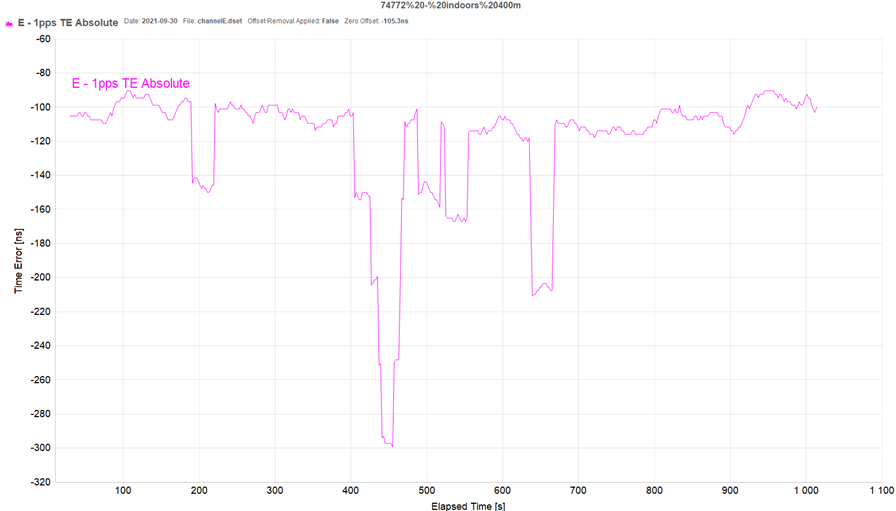 74772%20-%20indoors%20400m
E - 1pps TE Absolute Date: 2021-09-30 File: channelE.dset Offset Removal Applied: False Zero Offset: -105.3ns
-60
E - 1pps TE Absolute
-80
-100
-120
-140
-160
-180
-200
-220
-240
-260
-280
-300
-320
Time Error [ns]
100 200 300 400 500 600 700 800 900 1 000 1 100
Elapsed Time [s]